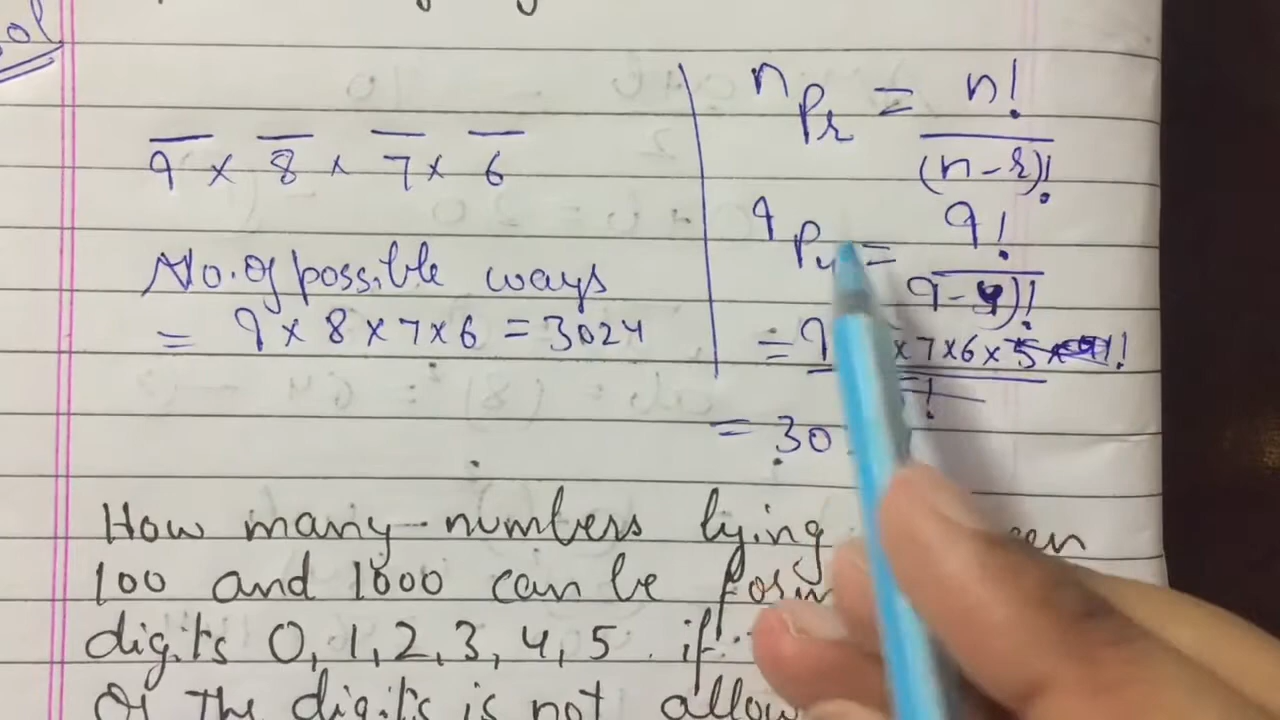 sol
9 × 8 × 7 × 6
No. of possible ways
= 9 × 8 × 7 × 6 = 3024
nPr = n! / (n-r)!
9P4 = 9! / 9-4)!
= 9 × 7 × 6 × 5 !
!
= 30
How many numbers lying
100 and 1000 can be
digits 0, 1, 2, 3, 4, 5 . if
of the digits is not